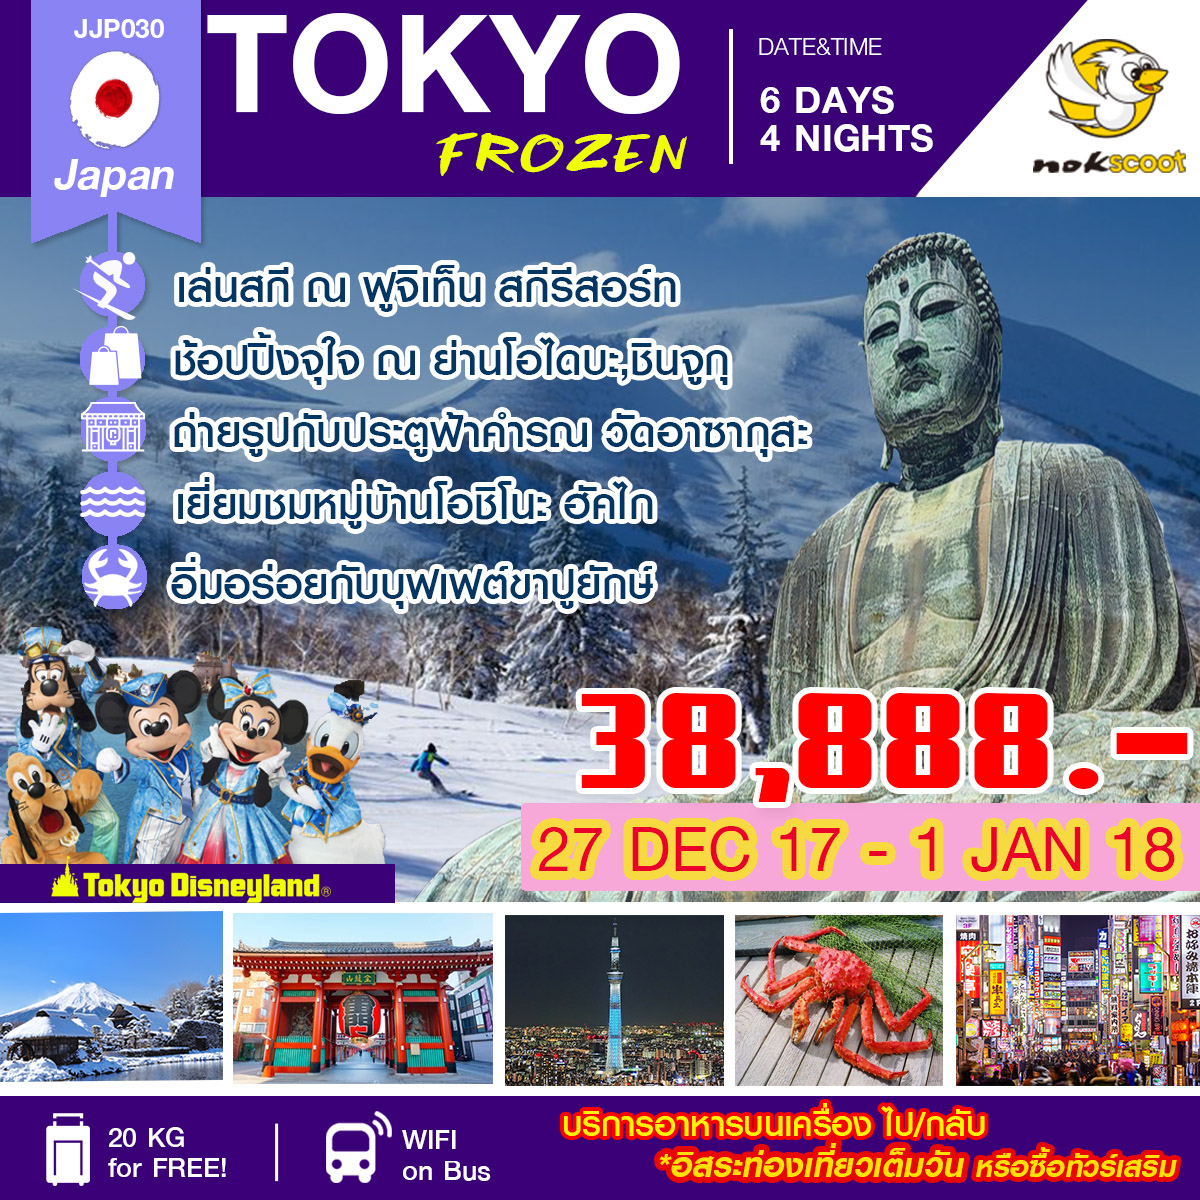 JJP030
Japan
TOKYO
FROZEN
DATE&TIME
6 DAYS
4 NIGHTS
nokscoot
เล่นสกี ณ ฟูจิเท็น สกีรีสอร์ท
ช้อปปิ้งจุใจ ณ ย่านโอไดบะ,ชินจูกุ
ถ่ายรูปกับประตูฟ้าคำรณ วัดอาซากุสะ
เยี่ยมชมหมู่บ้านโอชิโนะ ฮัคไก
อิ่มอร่อยกับบุฟเฟต์ขาปูยักษ์
38,888.-
27 DEC 17 - 1 JAN 18
Tokyo Disneyland®
20 KG
for FREE!
WIFI
on Bus
บริการอาหารบนเครื่อง ไป/กลับ
*อิสระท่องเที่ยวเต็มวัน หรือซื้อทัวร์เสริม